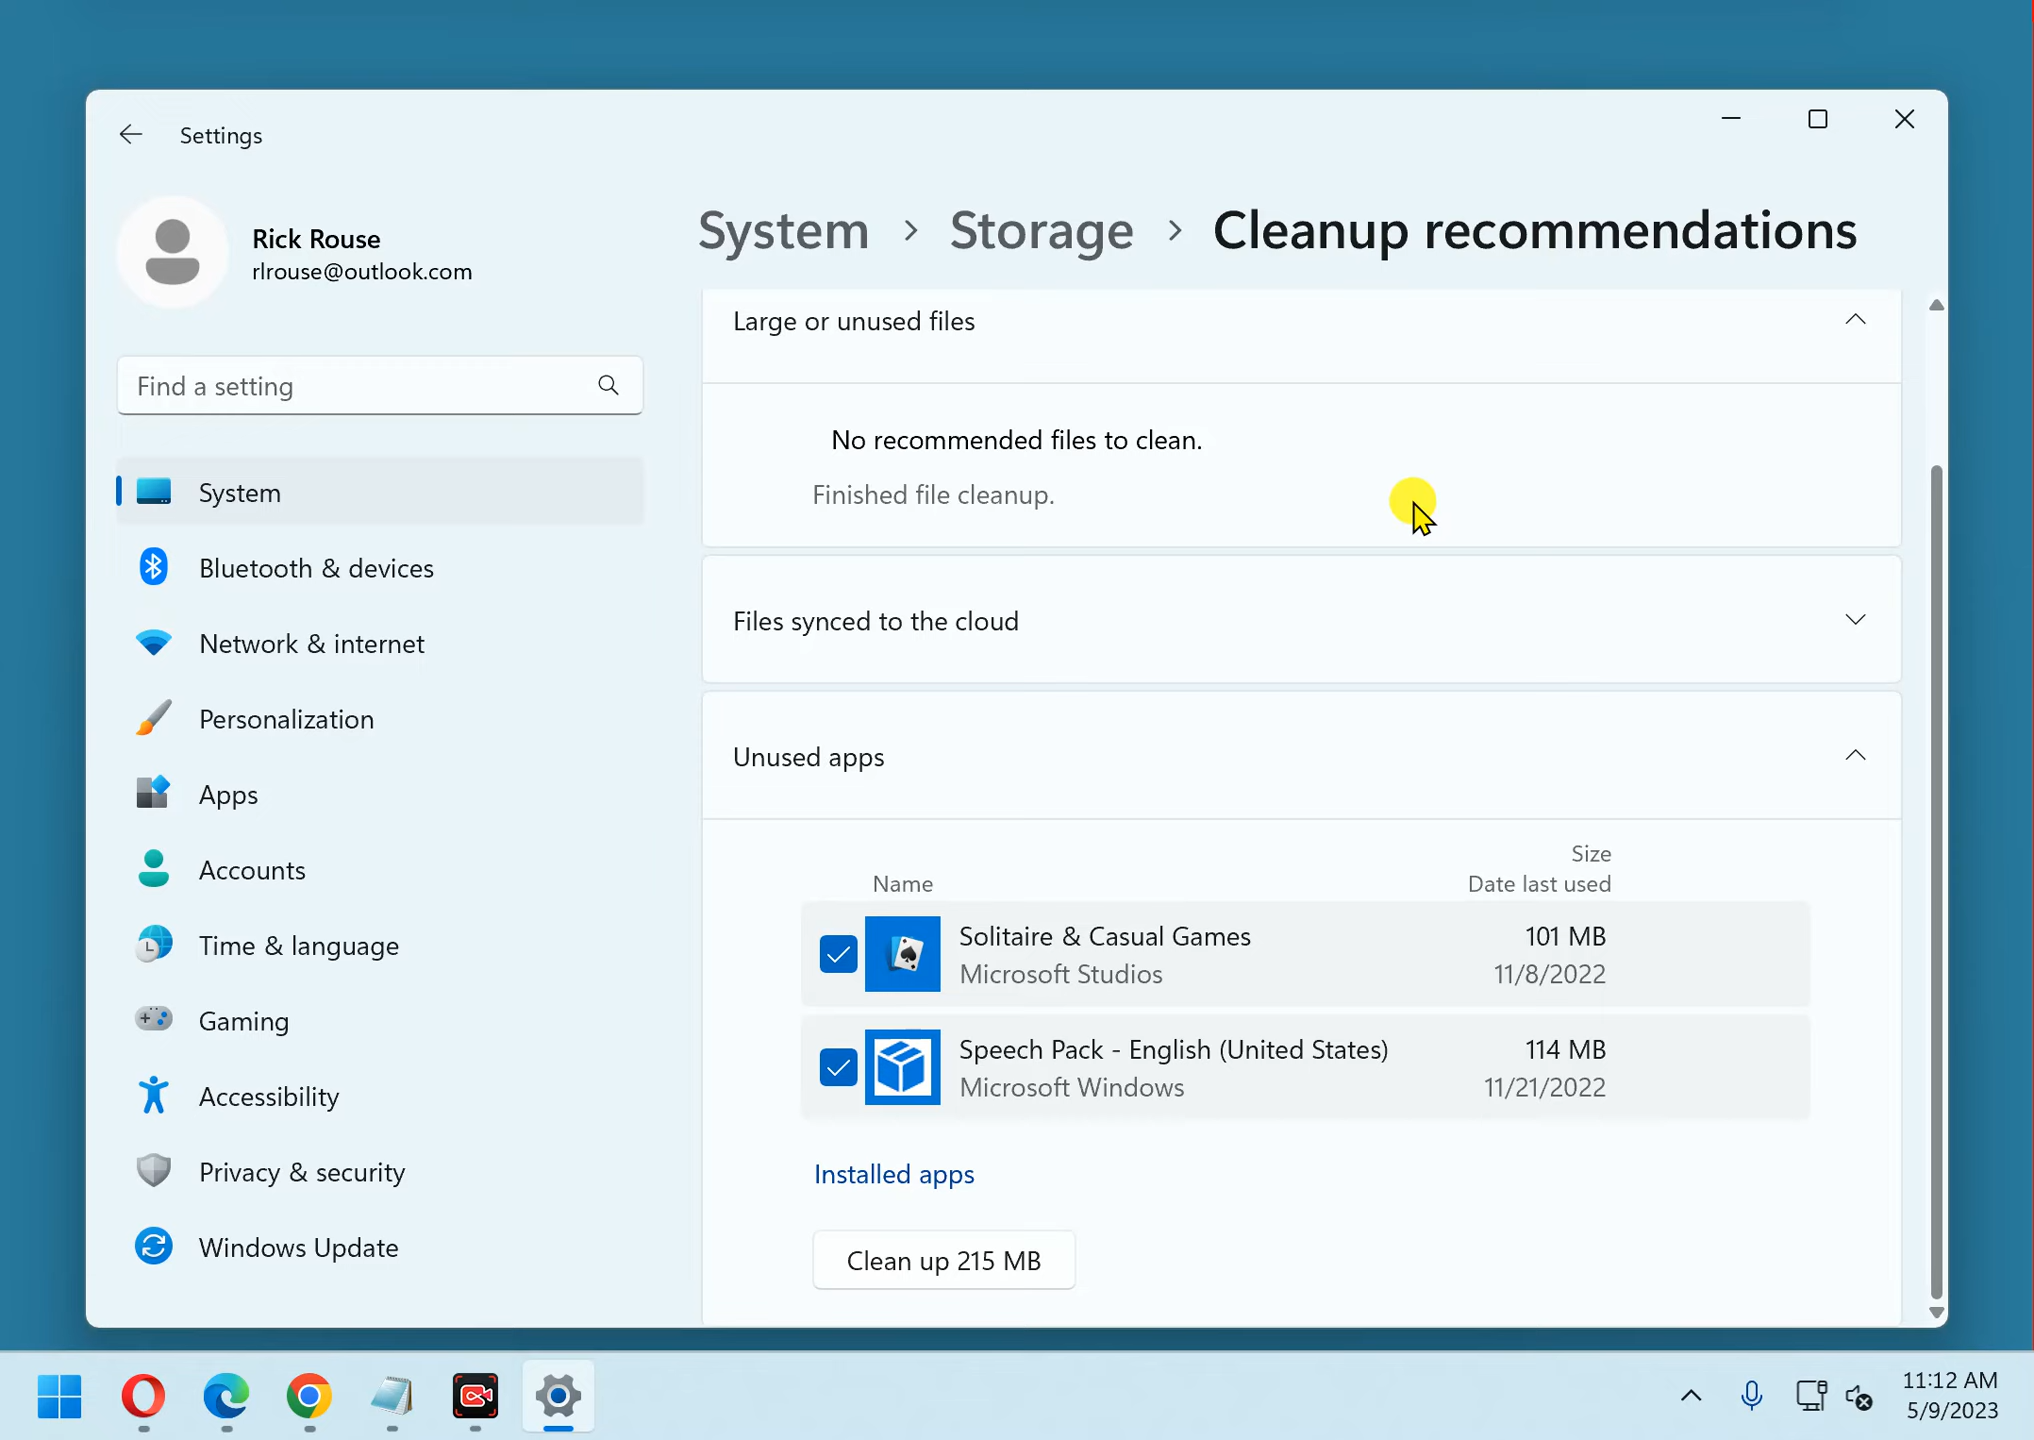 Settings
Rick Rouse
rlrouse@outlook.com
Find a setting
System
Bluetooth & devices
Network & internet
Personalization
Apps
Accounts
Time & language
Gaming
Accessibility
Privacy & security
Windows Update
System > Storage > Cleanup recommendations
Large or unused files
No recommended files to clean.
Finished file cleanup.
Files synced to the cloud
Unused apps
Size
Name Date last used
Solitaire & Casual Games 101 MB
Microsoft Studios 11/8/2022
Speech Pack - English (United States) 114 MB
Microsoft Windows 11/21/2022
Installed apps
Clean up 215 MB
11:12 AM
5/9/2023